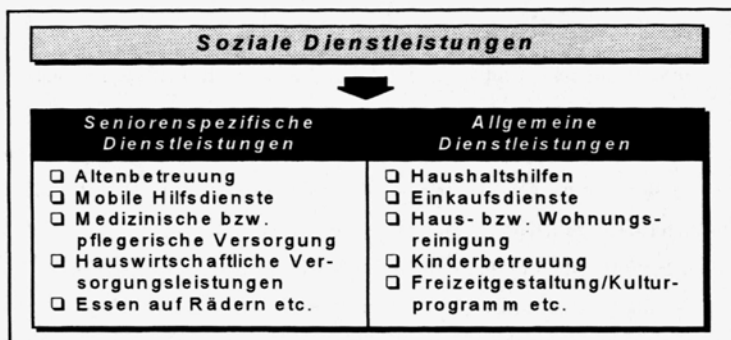 Soziale Dienstleistungen
Seniorenspezifische
Dienstleistungen
❑ Altenbetreuung
❑ Mobile Hilfsdienste
❑ Medizinische bzw.
pflegerische Versorgung
❑ Hauswirtschaftliche Ver-
sorgungsleistungen
❑ Essen auf Rädern etc.
Allgemeine
Dienstleistungen
❑ Haushaltshilfen
❑ Einkaufsdienste
❑ Haus- bzw. Wohnungs-
reinigung
❑ Kinderbetreuung
❑ Freizeitgestaltung/Kultur-
programm etc.